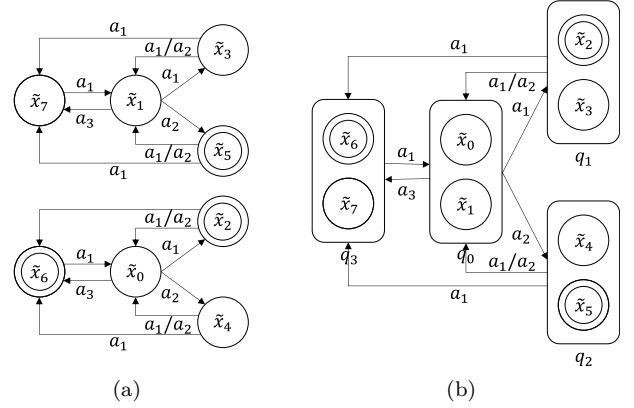 a₁
a₁/a₂
x̃₃
a₁
a₁
x̃₇
x̃₁
a₃
a₂
a₁/a₂
x̃₅
a₁
a₁/a₂
x̃₂
a₁
a₁
x̃₆
x̃₀
a₃
a₂
a₁/a₂
x̃₄
a₁
(a)
a₁
x̃₂
a₁/a₂
a₁
x̃₃
q₁
x̃₆
x̃₀
a₁
a₃
x̃₇
x̃₁
a₂
x̃₄
q₃
q₀
a₁/a₂
a₁
x̃₅
q₂
(b)